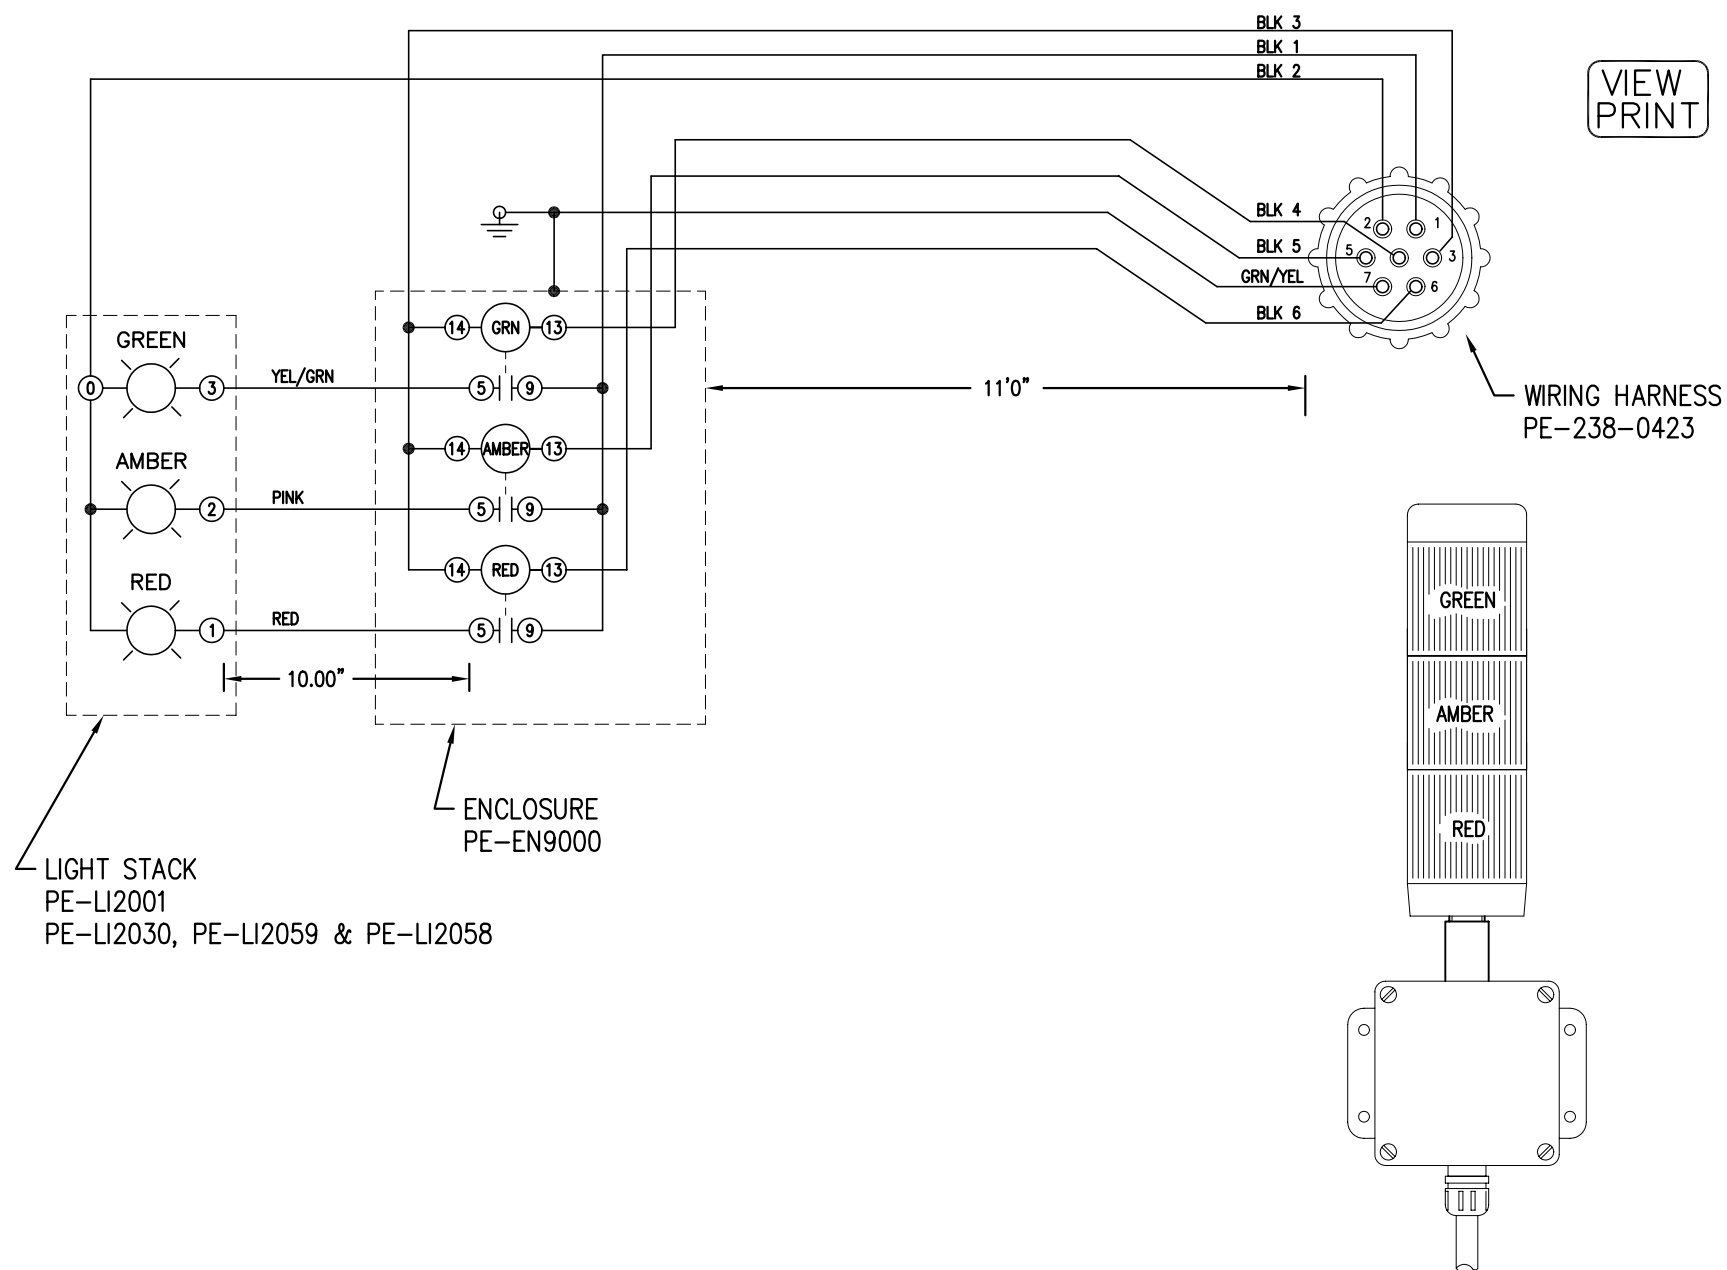 BLK 3
BLK 1
BLK 2
VIEW
PRINT
BLK 4
BLK 5
GRN/YEL
BLK 6
2
1
5
3
7
6
WIRING HARNESS
PE-238-0423
GREEN
0
3
YEL/GRN
AMBER
2
PINK
RED
1
RED
10.00"
14
GRN
13
5
9
14
AMBER
13
5
9
14
RED
13
5
9
11'0"
ENCLOSURE
PE-EN9000
LIGHT STACK
PE-LI2001
PE-LI2030, PE-LI2059 & PE-LI2058
GREEN
AMBER
RED